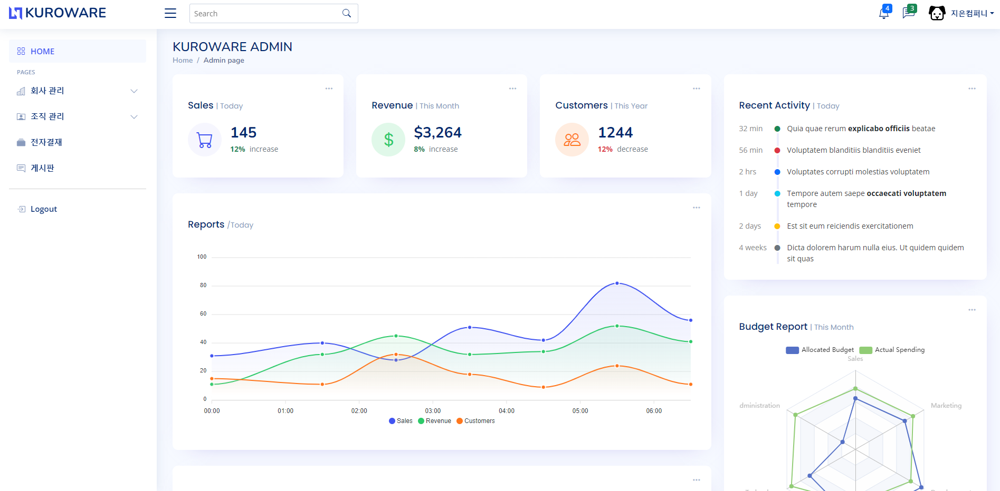 KUROWARE
Search
4
3
지은컴퍼니
HOME
PAGES
회사 관리
조직 관리
전자결재
게시판
Logout
KUROWARE ADMIN
Home / Admin page
Sales | Today
145
12% increase
Revenue | This Month
$3,264
8% increase
Customers | This Year
1244
12% decrease
Reports /Today
100
80
60
40
20
0
00:00 01:00 02:00 03:00 04:00 05:00 06:00
Sales Revenue Customers
Recent Activity | Today
32 min Quia quae rerum explicabo officiis beatae
56 min Voluptatem blanditiis blanditiis eveniet
2 hrs Voluptates corrupti molestias voluptatem
1 day Tempore autem saepe occaecati voluptatem
tempore
2 days Est sit eum reiciendis exercitationem
4 weeks Dicta dolorem harum nulla eius. Ut quidem quidem
sit quas
Budget Report | This Month
Allocated Budget Actual Spending
Sales
dministration Marketing